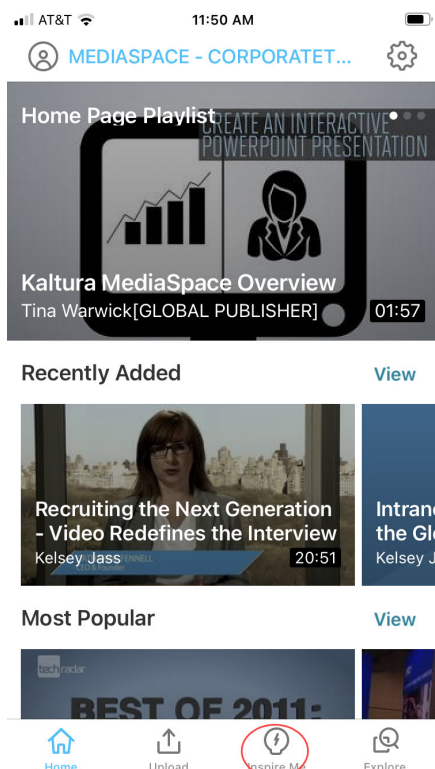 AT&T 11:50 AM
MEDIASPACE - CORPORATET...
Home Page Playlist
CREATE AN INTERACTIVE
POWERPOINT PRESENTATION
Kaltura MediaSpace Overview
Tina Warwick[GLOBAL PUBLISHER] 01:57
Recently Added View
Recruiting the Next Generation
- Video Redefines the Interview
Kelsey Jass 20:51
CEO & Founder
the Gl
Kelsey J
Most Popular View
techradar
BEST OF 2011:
Home Upload Inspire Me Explore